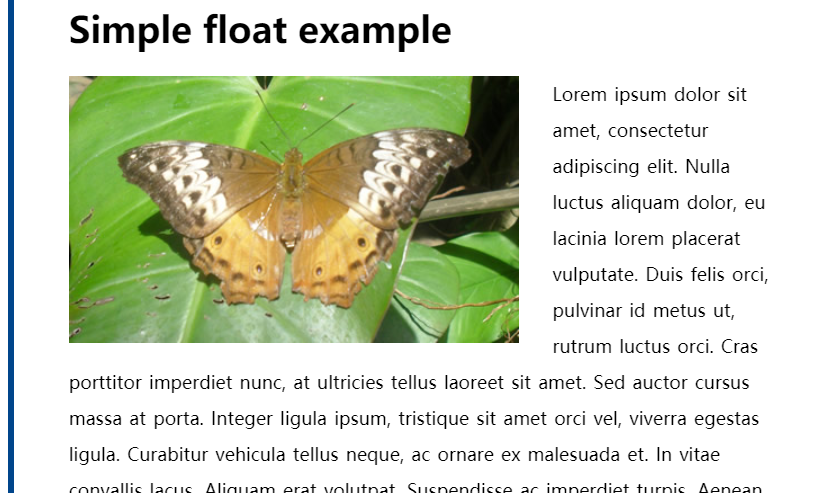 Simple float example
Lorem ipsum dolor sit
amet, consectetur
adipiscing elit. Nulla
luctus aliquam dolor, eu
lacinia lorem placerat
vulputate. Duis felis orci,
pulvinar id metus ut,
rutrum luctus orci. Cras
porttitor imperdiet nunc, at ultricies tellus laoreet sit amet. Sed auctor cursus
massa at porta. Integer ligula ipsum, tristique sit amet orci vel, viverra egestas
ligula. Curabitur vehicula tellus neque, ac ornare ex malesuada et. In vitae
convallis lacus. Aliquam erat volutpat. Suspendisse ac imperdiet turpis. Aenean